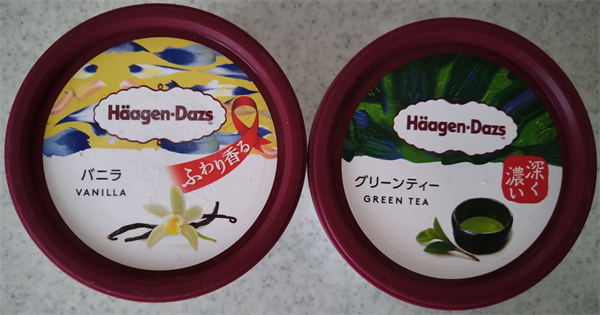 Häagen-Dazs
ふわり香る
バニラ
VANILLA
Häagen-Dazs
グリーンティー
GREEN TEA
深く
濃い